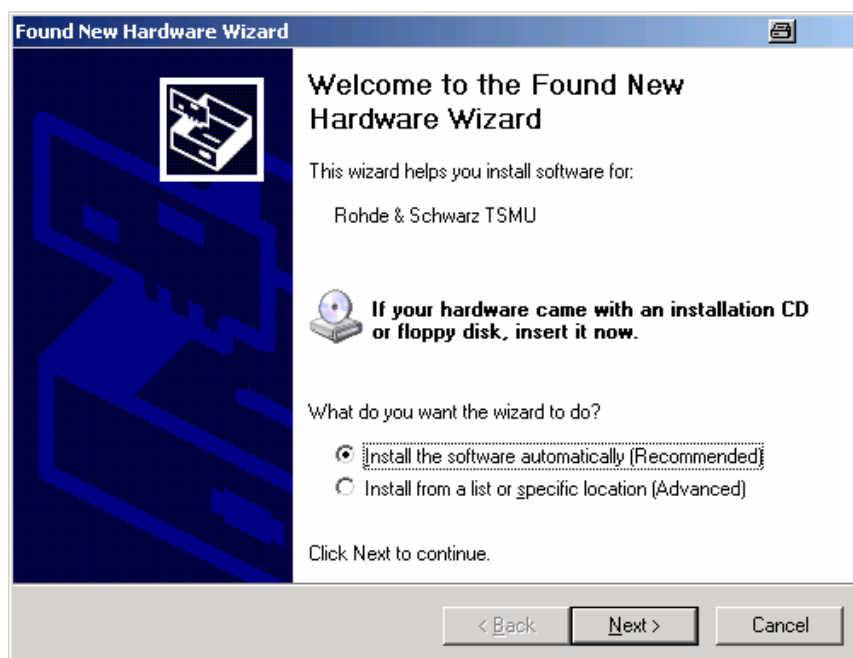 Found New Hardware Wizard
Welcome to the Found New
Hardware Wizard
This wizard helps you install software for:
Rohde & Schwarz TSMU
If your hardware came with an installation CD
or floppy disk, insert it now.
What do you want the wizard to do?
Install the software automatically (Recommended)
Install from a list or specific location (Advanced)
Click Next to continue.
< Back
Next >
Cancel